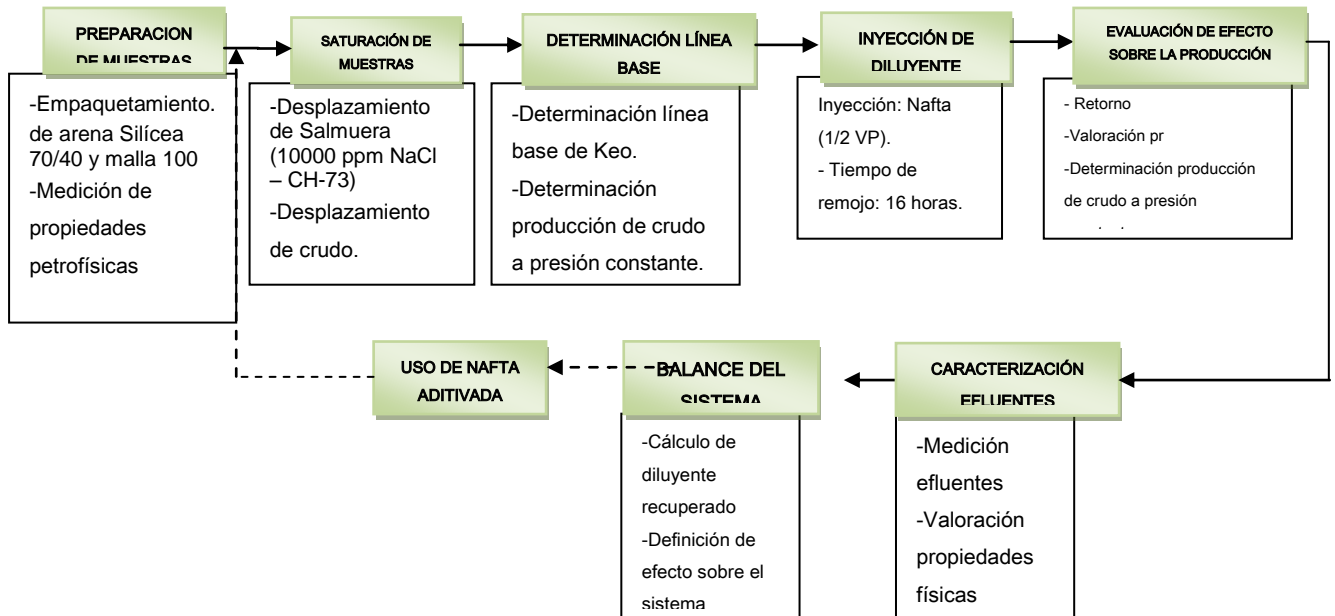 PREPARACION
DE MUESTRAS
-Empaquetamiento.
de arena Silícea
70/40 y malla 100
-Medición de
propiedades
petrofísicas
SATURACIÓN DE
MUESTRAS
-Desplazamiento
de Salmuera
(10000 ppm NaCl
– CH-73)
-Desplazamiento
de crudo.
DETERMINACIÓN LÍNEA
BASE
-Determinación línea
base de Keo.
-Determinación
producción de crudo
a presión constante.
INYECCIÓN DE
DILUYENTE
Inyección: Nafta
(1/2 VP).
- Tiempo de
remojo: 16 horas.
EVALUACIÓN DE EFECTO
SOBRE LA PRODUCCIÓN
- Retorno
-Valoración pr
-Determinación producción
de crudo a presión
CARACTERIZACIÓN
EFLUENTES
-Medición
efluentes
-Valoración
propiedades
físicas
BALANCE DEL
SISTEMA
-Cálculo de
diluyente
recuperado
-Definición de
efecto sobre el
sistema
USO DE NAFTA
ADITIVADA